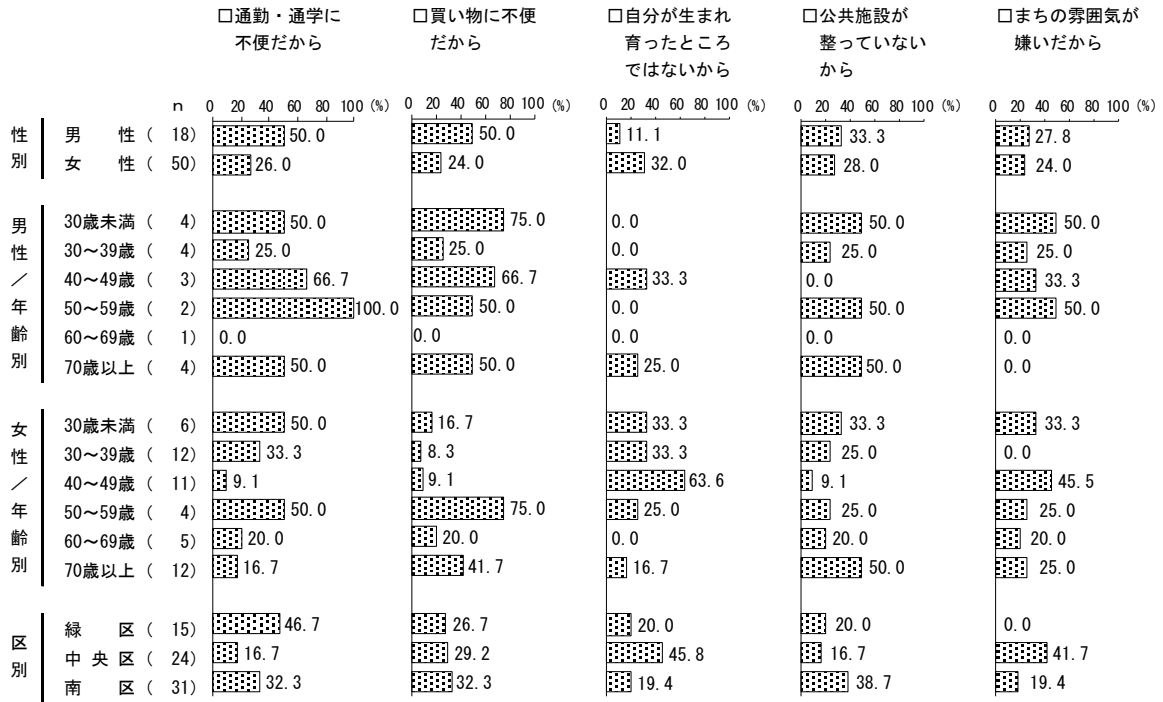 □通勤・通学に □買い物に不便 □自分が生まれ □公共施設が □まちの雰囲気が
不便だから だから 育ったところ 整っていない 嫌いだから
ではないから から
n 0 20 40 60 80 100 (%) 0 20 40 60 80 100 (%) 0 20 40 60 80 100 (%) 0 20 40 60 80 100 (%) 0 20 40 60 80 100 (%)
性別
男性 ( 18) 50.0 50.0 11.1 33.3 27.8
女性 ( 50) 26.0 24.0 32.0 28.0 24.0
男性／年齢別
30歳未満 ( 4) 50.0 75.0 0.0 50.0 50.0
30～39歳 ( 4) 25.0 25.0 0.0 25.0 25.0
40～49歳 ( 3) 66.7 66.7 33.3 0.0 33.3
50～59歳 ( 2) 100.0 50.0 0.0 50.0 50.0
60～69歳 ( 1) 0.0 0.0 0.0 0.0 0.0
70歳以上 ( 4) 50.0 50.0 25.0 50.0 0.0
女性／年齢別
30歳未満 ( 6) 50.0 16.7 33.3 33.3 33.3
30～39歳 ( 12) 33.3 8.3 33.3 25.0 0.0
40～49歳 ( 11) 9.1 9.1 63.6 9.1 45.5
50～59歳 ( 4) 50.0 75.0 25.0 25.0 25.0
60～69歳 ( 5) 20.0 20.0 0.0 20.0 20.0
70歳以上 ( 12) 16.7 41.7 16.7 50.0 25.0
区別
緑区 ( 15) 46.7 26.7 20.0 20.0 0.0
中央区 ( 24) 16.7 29.2 45.8 16.7 41.7
南区 ( 31) 32.3 32.3 19.4 38.7 19.4